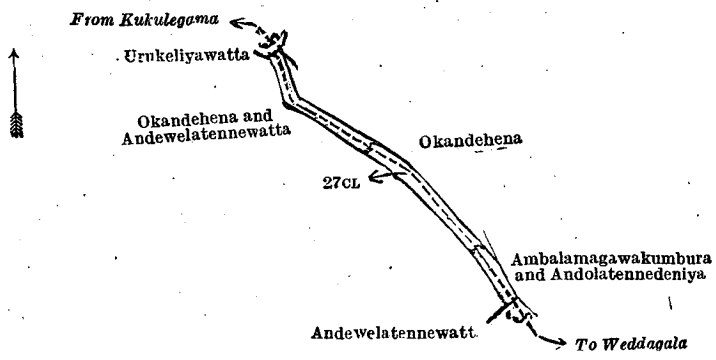 From Kukulegama
Urukeliyawatta
Okandehena and
Andewelatennewatta
Okandehena
27CL
Ambalamagawakumbura
and Andolatennedeniya
Andewelatennewatt
To Weddagala